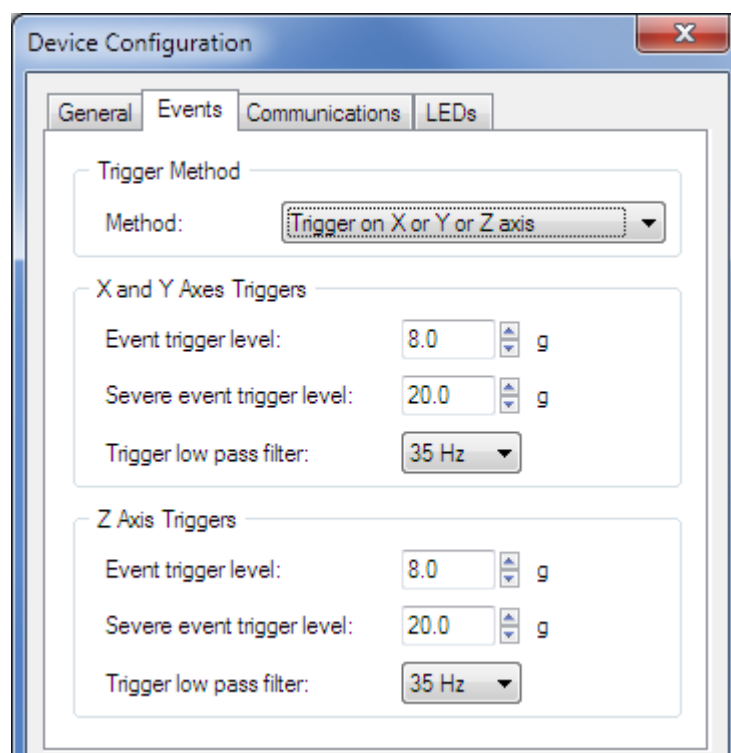 Device Configuration
General Events Communications LEDs
Trigger Method
Method: Trigger on X or Y or Z axis
X and Y Axes Triggers
Event trigger level: 8.0 g
Severe event trigger level: 20.0 g
Trigger low pass filter: 35 Hz
Z Axis Triggers
Event trigger level: 8.0 g
Severe event trigger level: 20.0 g
Trigger low pass filter: 35 Hz